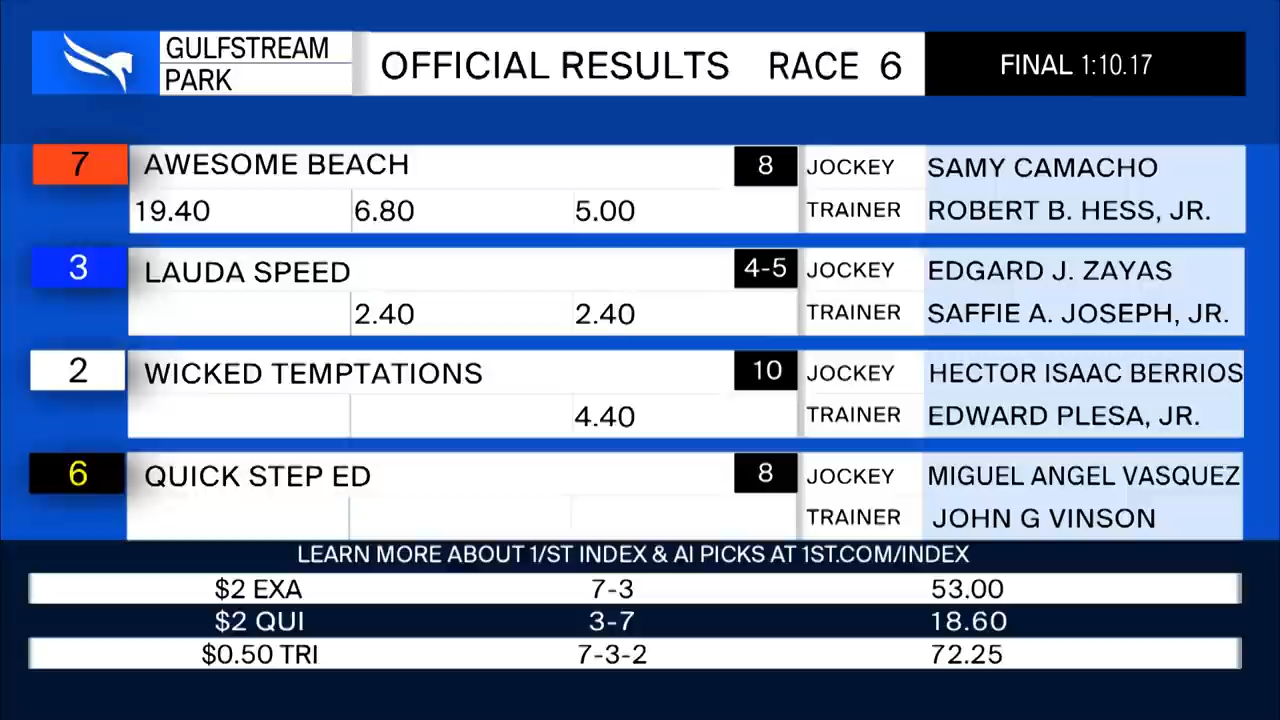 GULFSTREAM
PARK
OFFICIAL RESULTS RACE 6
FINAL 1:10.17
7 AWESOME BEACH 8 JOCKEY SAMY CAMACHO
19.40 6.80 5.00 TRAINER ROBERT B. HESS, JR.
3 LAUDA SPEED 4-5 JOCKEY EDGARD J. ZAYAS
2.40 2.40 TRAINER SAFFIE A. JOSEPH, JR.
2 WICKED TEMPTATIONS 10 JOCKEY HECTOR ISAAC BERRIOS
4.40 TRAINER EDWARD PLESA, JR.
6 QUICK STEP ED 8 JOCKEY MIGUEL ANGEL VASQUEZ
TRAINER JOHN G VINSON
LEARN MORE ABOUT 1/ST INDEX & AI PICKS AT 1ST.COM/INDEX
$2 EXA 7-3 53.00
$2 QUI 3-7 18.60
$0.50 TRI 7-3-2 72.25